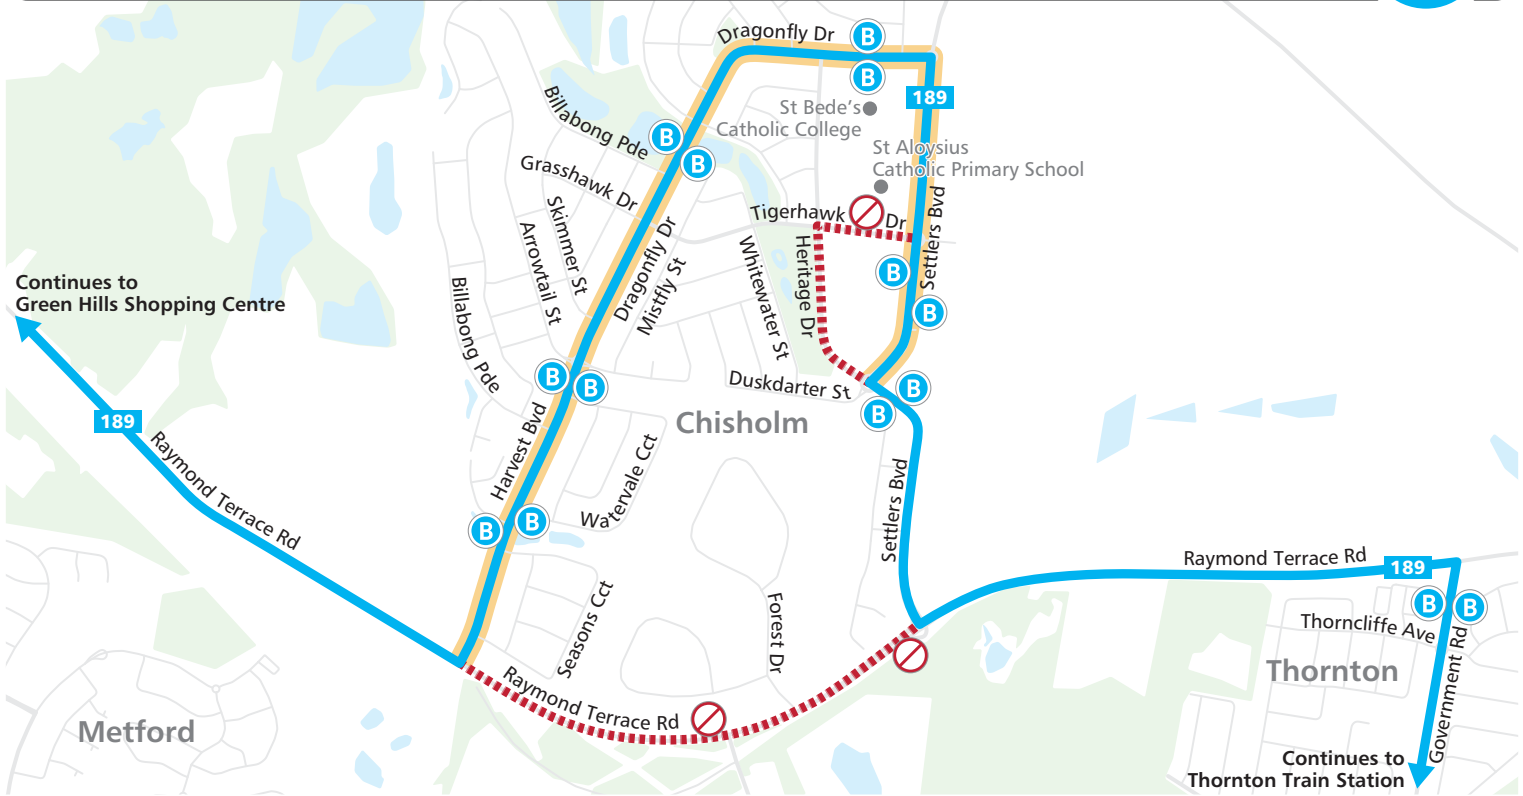 Dragonfly Dr
B
B
189
St Bede's
Catholic College
St Aloysius
Catholic Primary School
Billabong Pde
B
B
Grasshawk Dr
Tigerhawk Dr
Settlers Bvd
Skimmer St
Arrowtail St
Dragonfly Dr
Mistfly St
Whitewater St
Heritage Dr
B
B
Continues to
Green Hills Shopping Centre
Billabong Pde
B
B
Duskdarter St
B
B
Chisholm
189
Raymond Terrace Rd
Harvest Bvd
Watervale Cct
Settlers Bvd
B
B
Raymond Terrace Rd
189
Seasons Cct
Forest Dr
B
B
Thorncliffe Ave
Government Rd
Thornton
Raymond Terrace Rd
Metford
Continues to
Thornton Train Station